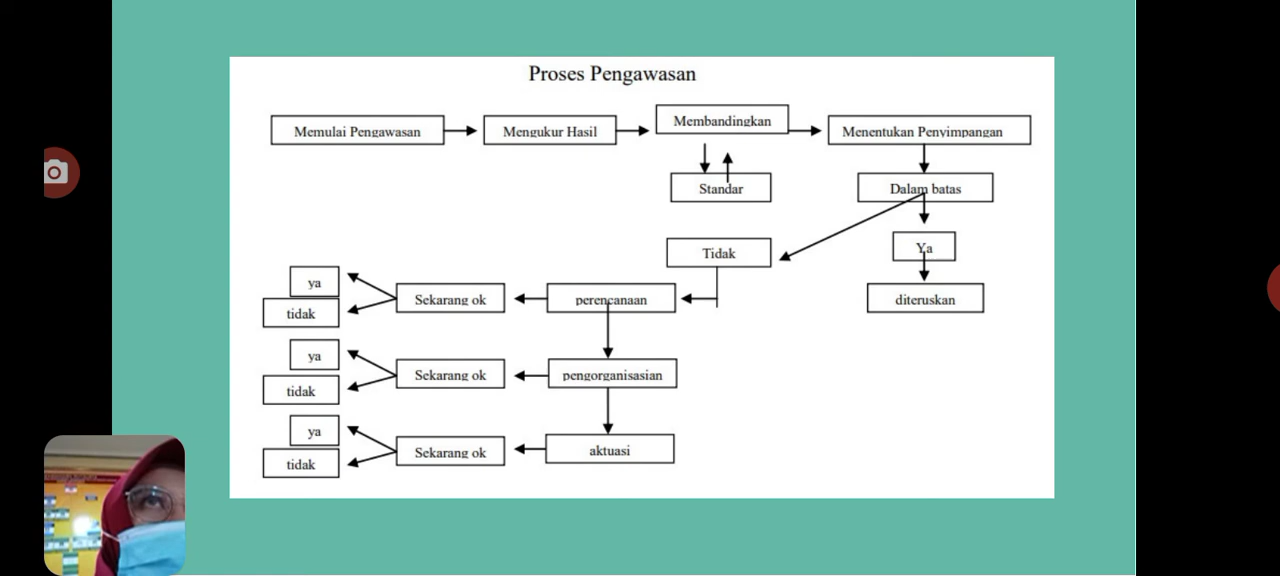 Proses Pengawasan
Memulai Pengawasan
Mengukur Hasil
Membandingkan
Menentukan Penyimpangan
Standar
Dalam batas
Tidak
Ya
ya
tidak
Sekarang ok
perencanaan
diteruskan
ya
tidak
Sekarang ok
pengorganisasian
ya
tidak
Sekarang ok
aktuasi